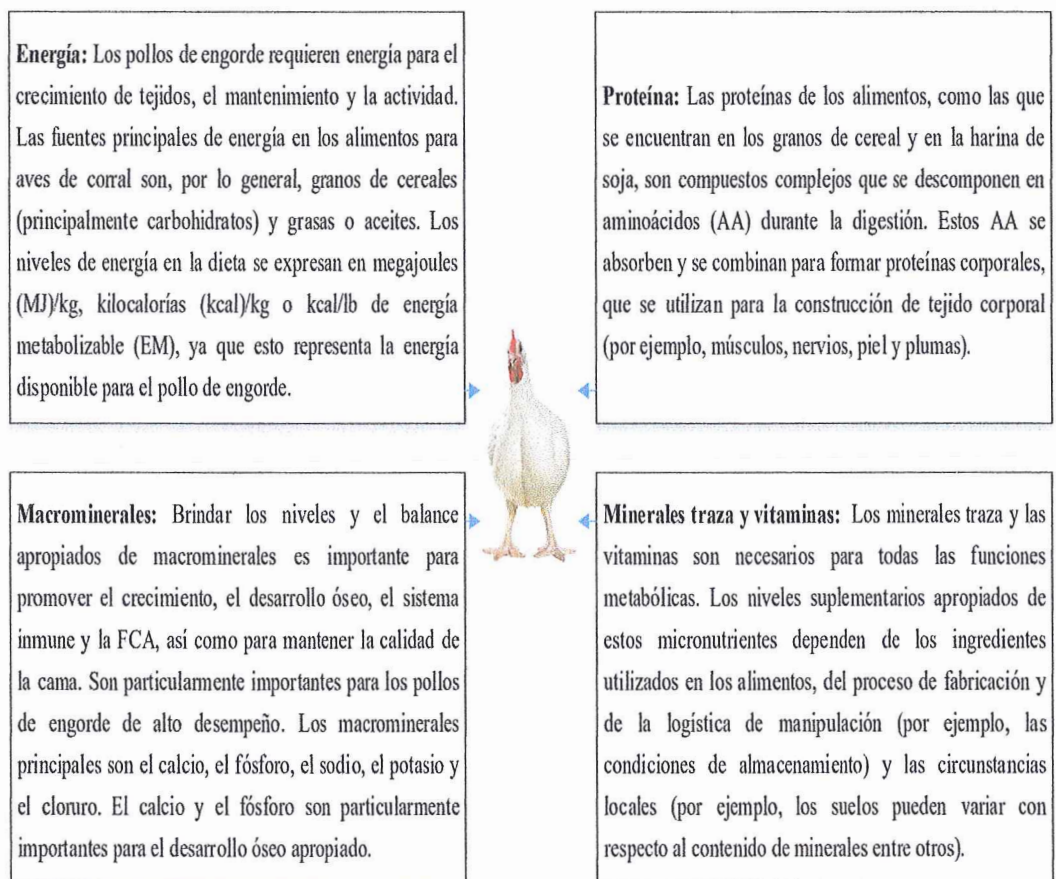 Energía: Los pollos de engorde requieren energía para el
crecimiento de tejidos, el mantenimiento y la actividad.
Las fuentes principales de energía en los alimentos para
aves de corral son, por lo general, granos de cereales
(principalmente carbohidratos) y grasas o aceites. Los
niveles de energía en la dieta se expresan en megajoules
(MJ)/kg, kilocalorías (kcal)/kg o kcal/lb de energía
metabolizable (EM), ya que esto representa la energía
disponible para el pollo de engorde.
Proteína: Las proteínas de los alimentos, como las que
se encuentran en los granos de cereal y en la harina de
soja, son compuestos complejos que se descomponen en
aminoácidos (AA) durante la digestión. Estos AA se
absorben y se combinan para formar proteínas corporales,
que se utilizan para la construcción de tejido corporal
(por ejemplo, músculos, nervios, piel y plumas).
Macrominerales: Brindar los niveles y el balance
apropiados de macrominerales es importante para
promover el crecimiento, el desarrollo óseo, el sistema
inmune y la FCA, así como para mantener la calidad de
la cama. Son particularmente importantes para los pollos
de engorde de alto desempeño. Los macrominerales
principales son el calcio, el fósforo, el sodio, el potasio y
el cloruro. El calcio y el fósforo son particularmente
importantes para el desarrollo óseo apropiado.
Minerales traza y vitaminas: Los minerales traza y las
vitaminas son necesarios para todas las funciones
metabólicas. Los niveles suplementarios apropiados de
estos micronutrientes dependen de los ingredientes
utilizados en los alimentos, del proceso de fabricación y
de la logística de manipulación (por ejemplo, las
condiciones de almacenamiento) y las circunstancias
locales (por ejemplo, los suelos pueden variar con
respecto al contenido de minerales entre otros).